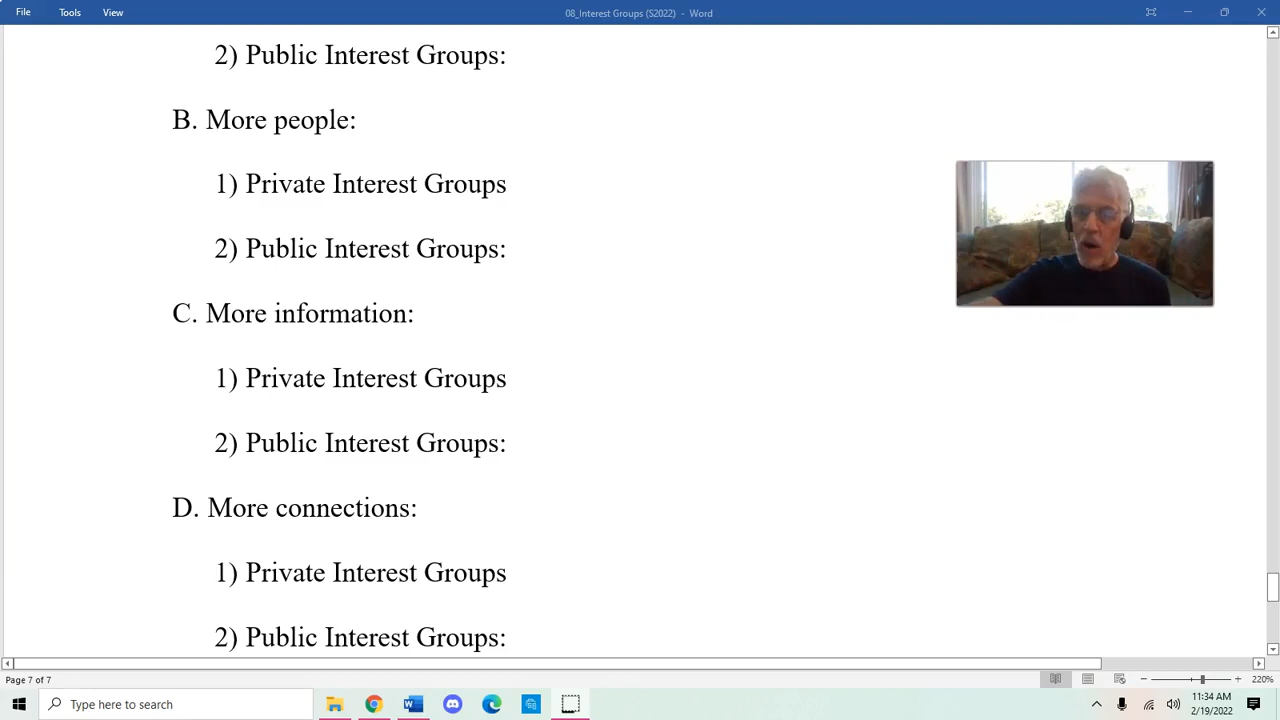 File Tools View 08_Interest Groups (S2022) - Word
2) Public Interest Groups:
B. More people:
1) Private Interest Groups
2) Public Interest Groups:
C. More information:
1) Private Interest Groups
2) Public Interest Groups:
D. More connections:
1) Private Interest Groups
2) Public Interest Groups:
Page 7 of 7 220%
Type here to search
11:34 AM
2/19/2022